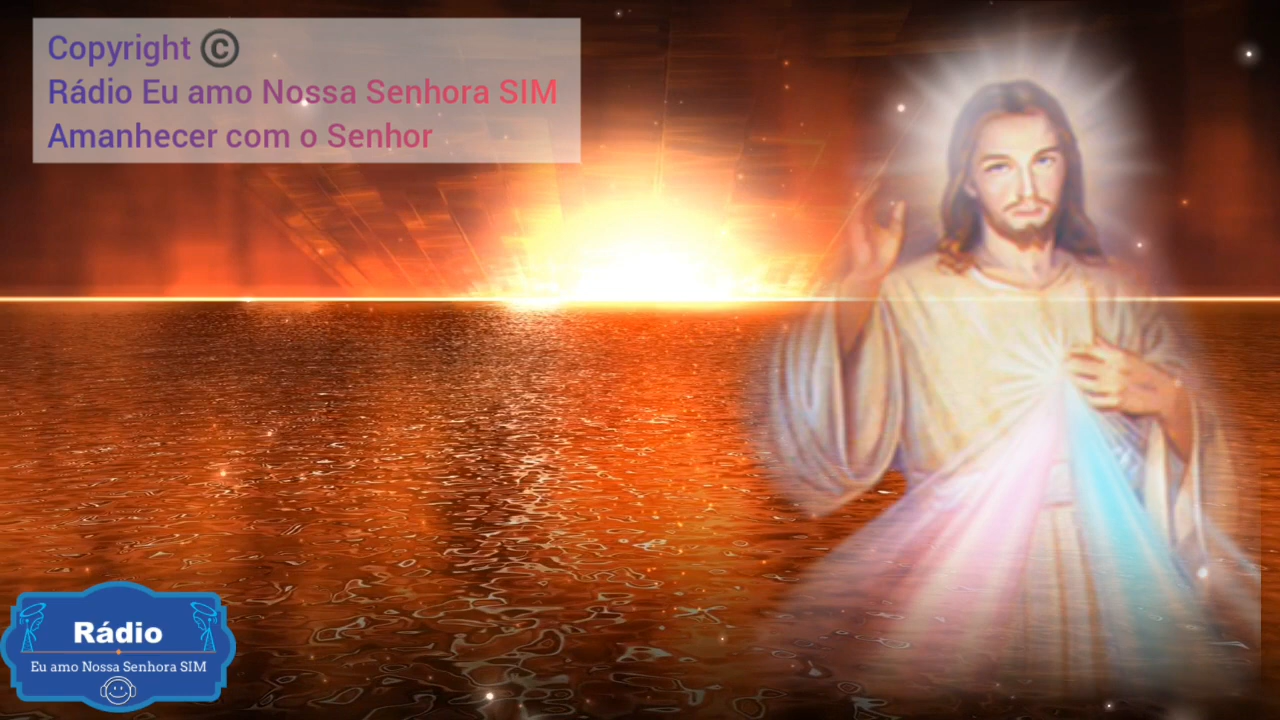 Copyright ©
Rádio Eu amo Nossa Senhora SIM
Amanhecer com o Senhor
Rádio
Eu amo Nossa Senhora SIM